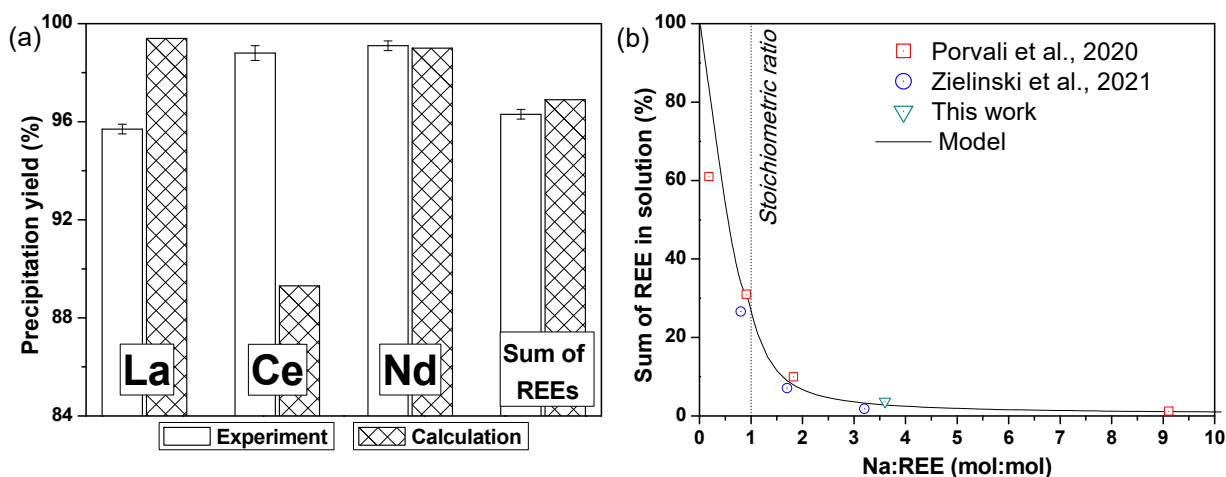 (a)
Precipitation yield (%)
100
96
92
88
84
La
Ce
Nd
Sum of
REEs
Experiment
Calculation
(b)
Sum of REE in solution (%)
100
80
60
40
20
0
Stoichiometric ratio
Porvali et al., 2020
Zielinski et al., 2021
This work
Model
0 1 2 3 4 5 6 7 8 9 10
Na:REE (mol:mol)